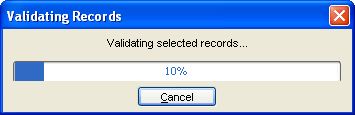 Validating Records
Validating selected records...
10%
Cancel